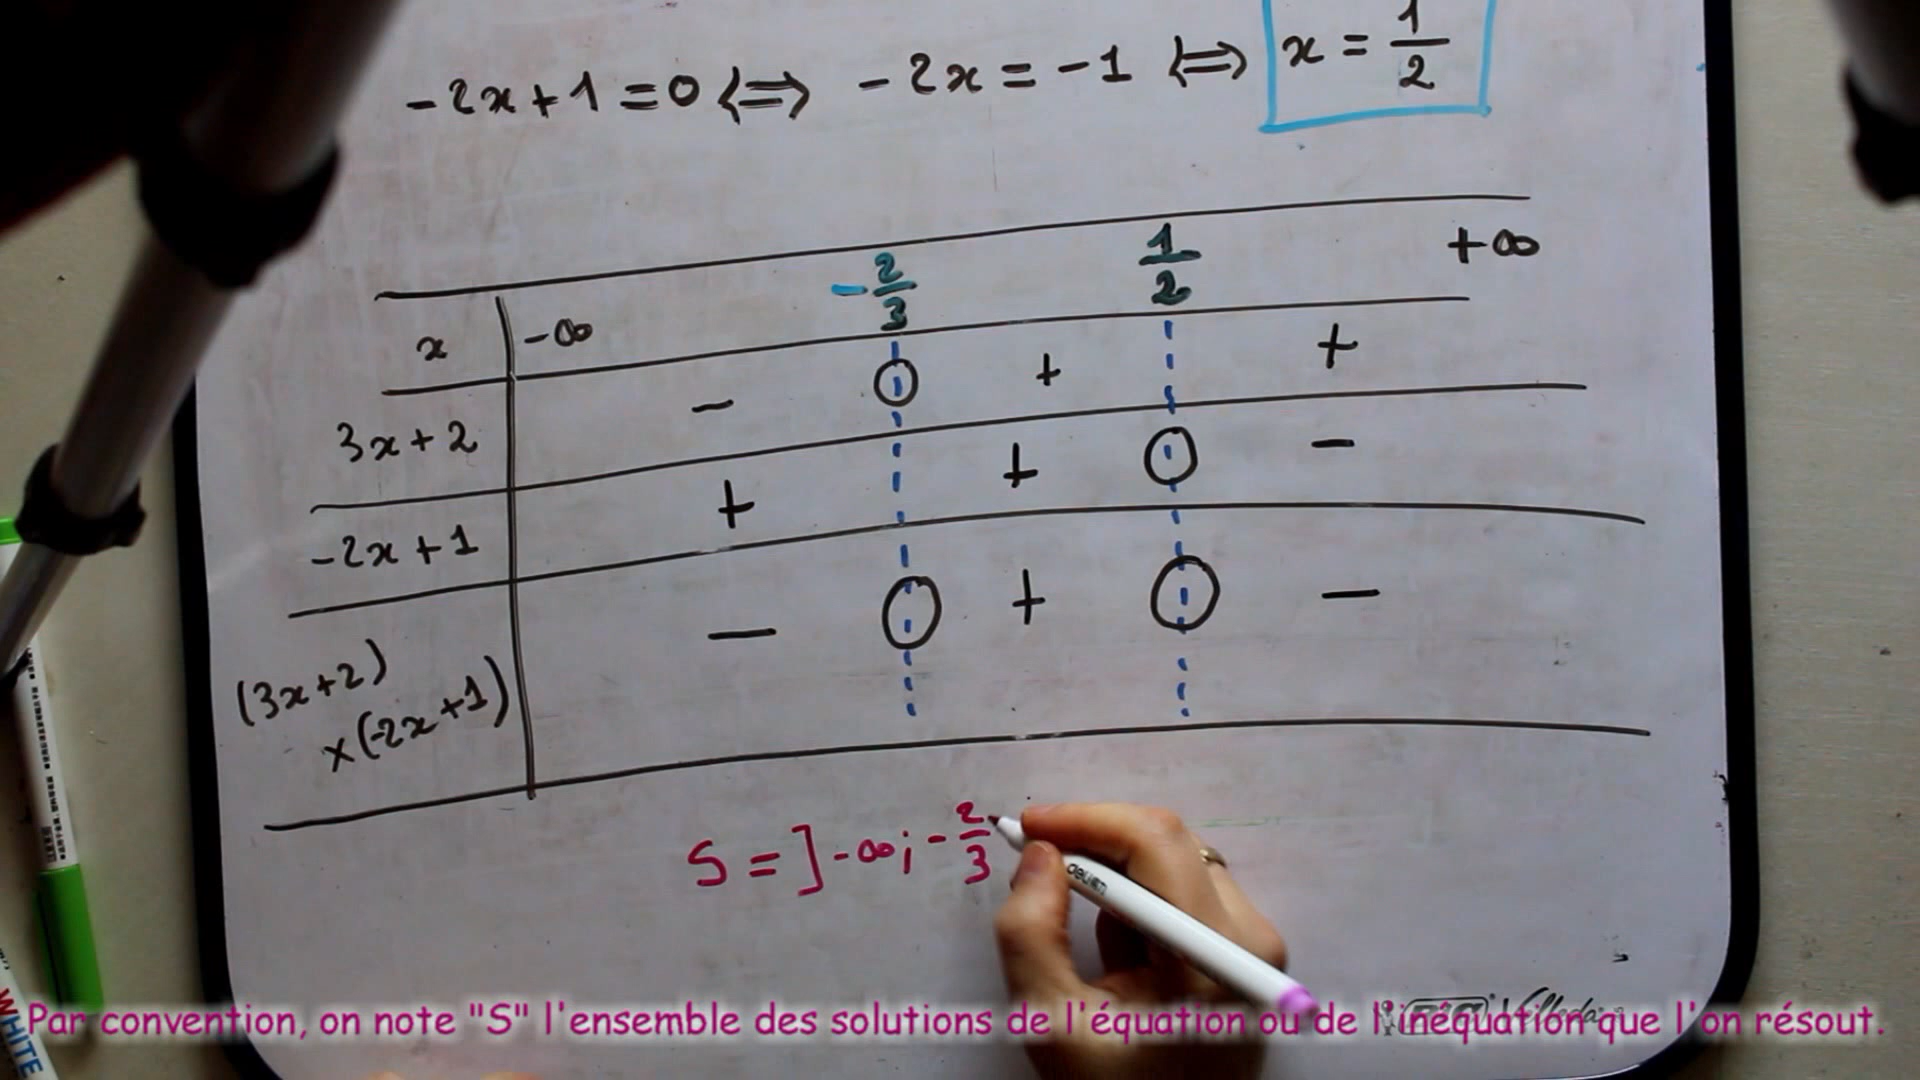 -2x+1=0 ⟺ -2x=-1 ⟺ x=1/2
x -∞ -2/3 1/2 +∞
3x+2 - 0 + +
-2x+1 + + 0 -
(3x+2) - 0 + 0 -
×(-2x+1)
S = ]-∞; -2/3
deli
WHITE
Par convention, on note "S" l'ensemble des solutions de l'équation ou de l'inéquation que l'on résout.